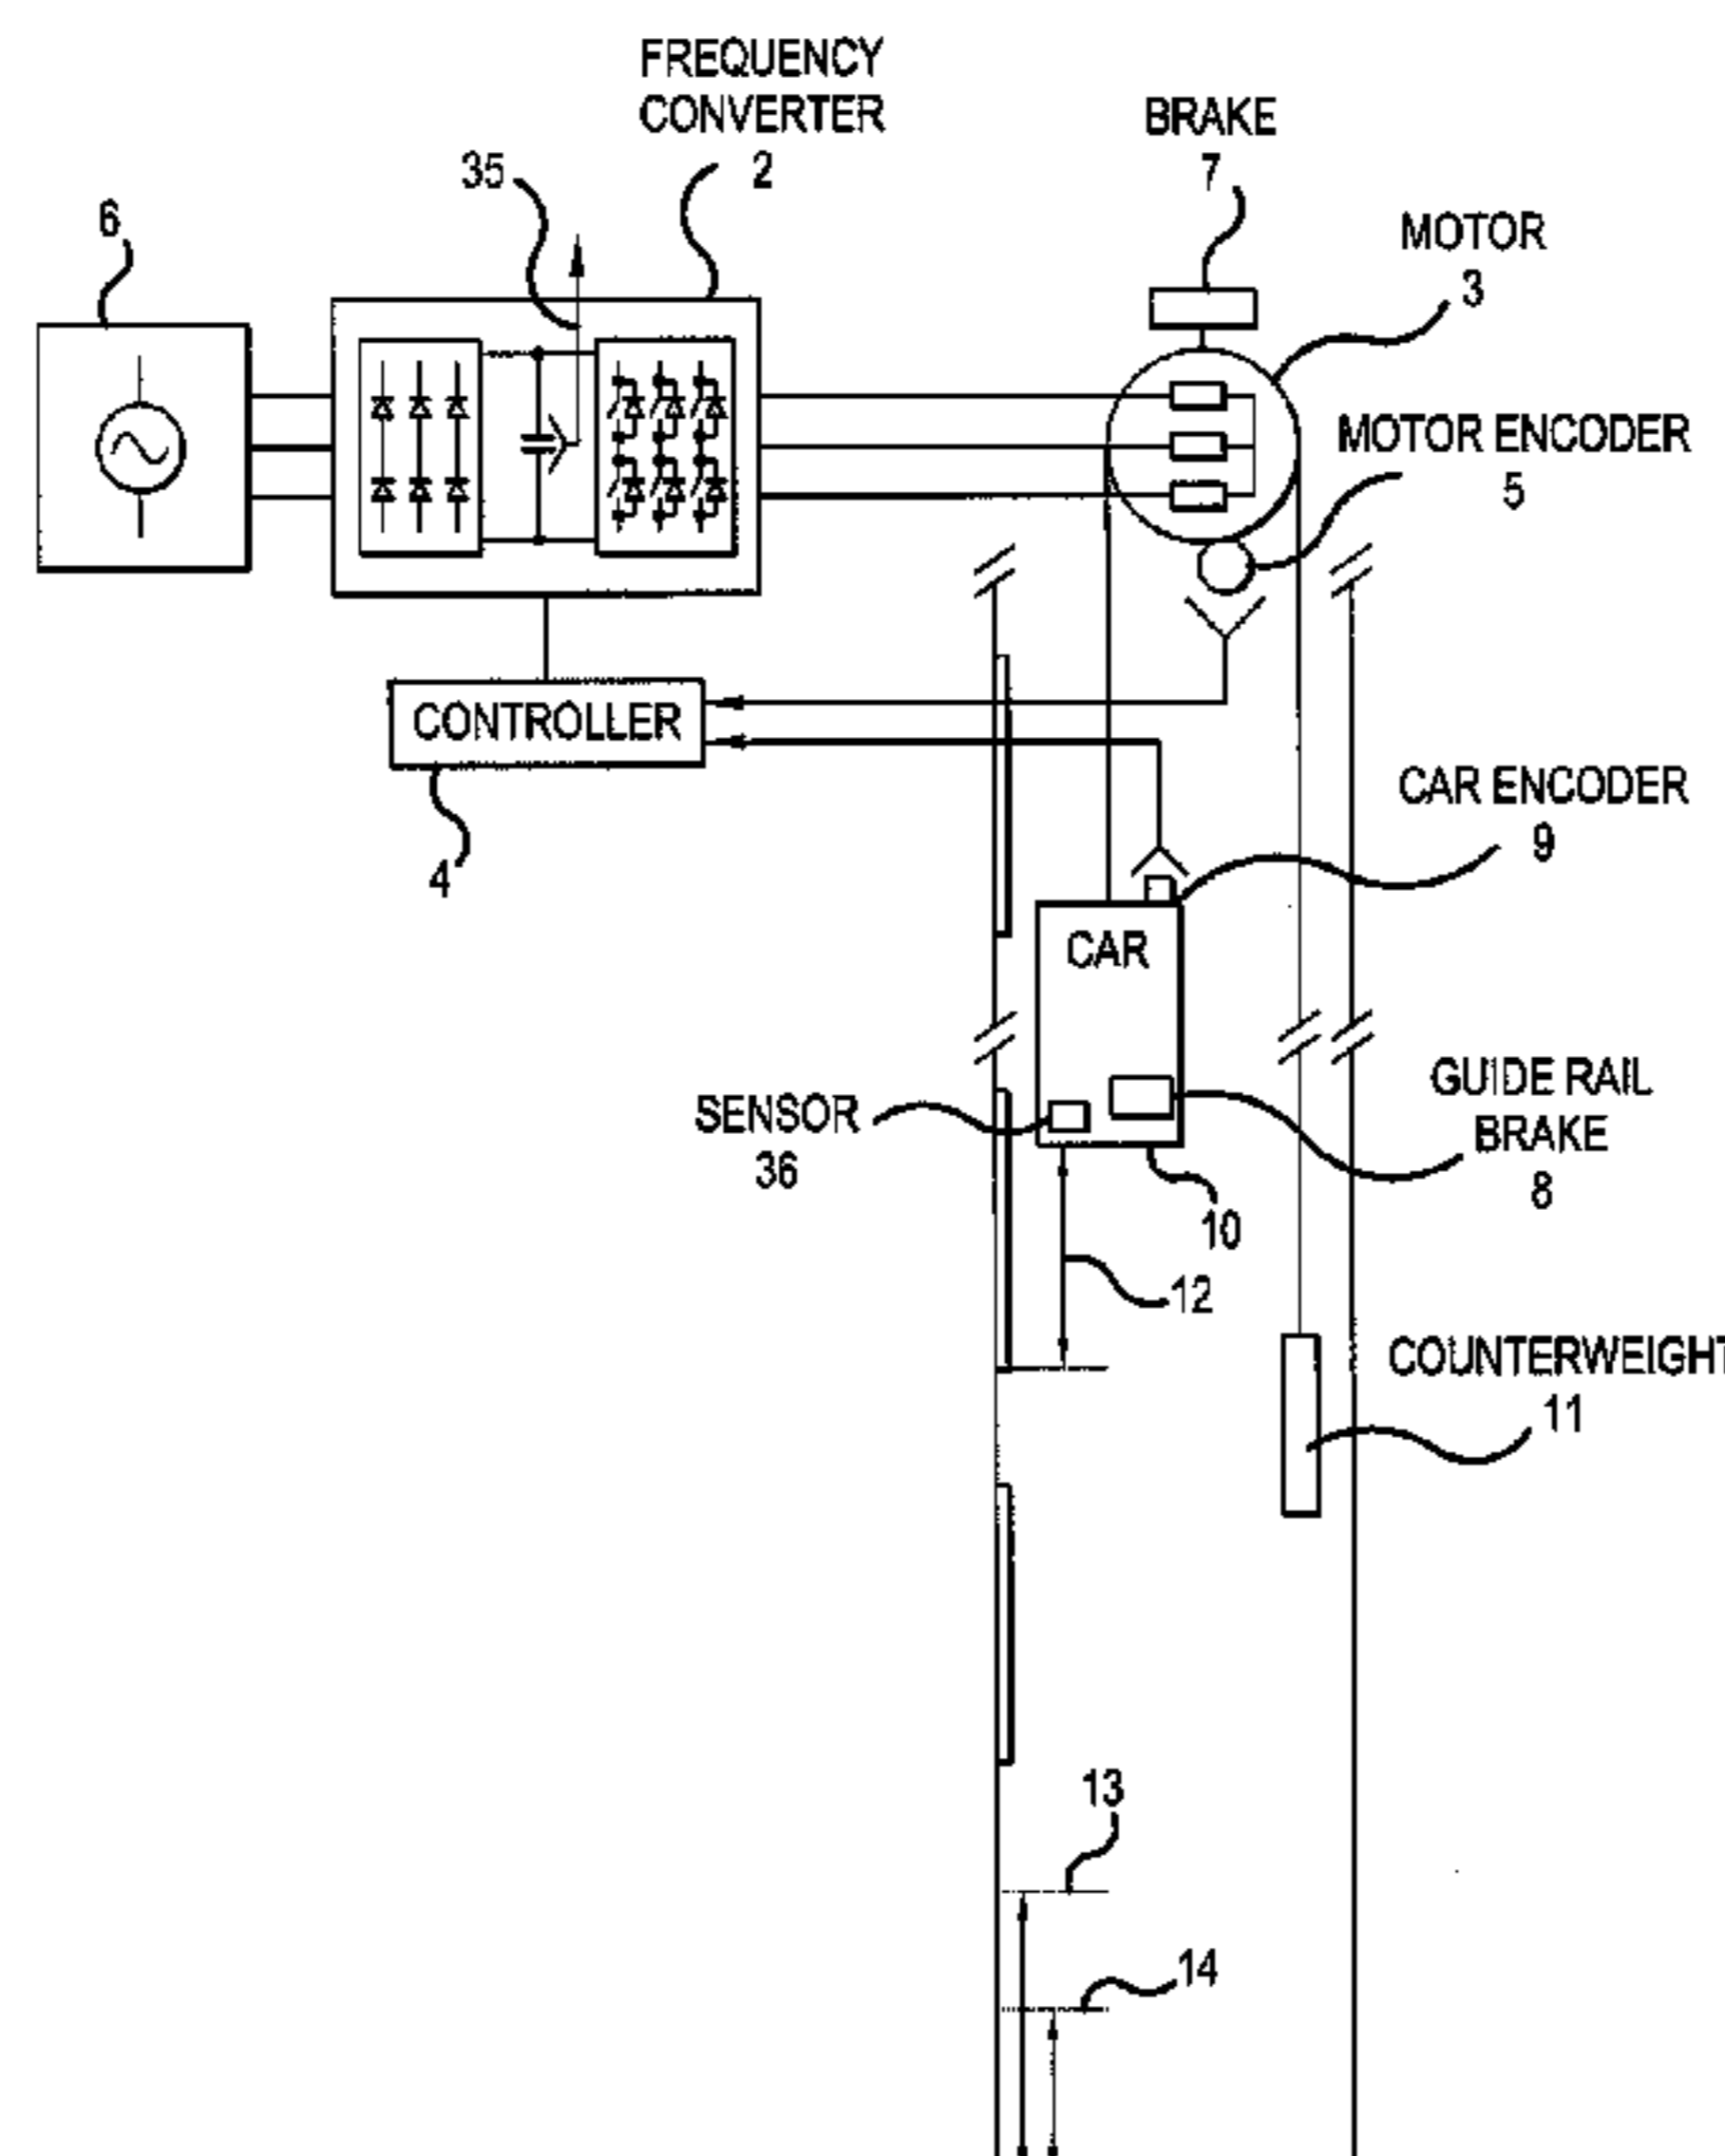 FREQUENCY
CONVERTER
2
35
6
BRAKE
7
MOTOR
3
MOTOR ENCODER
5
CONTROLLER
4
CAR ENCODER
9
CAR
SENSOR
36
GUIDE RAIL
BRAKE
8
10
12
COUNTERWEIGHT
11
13
14